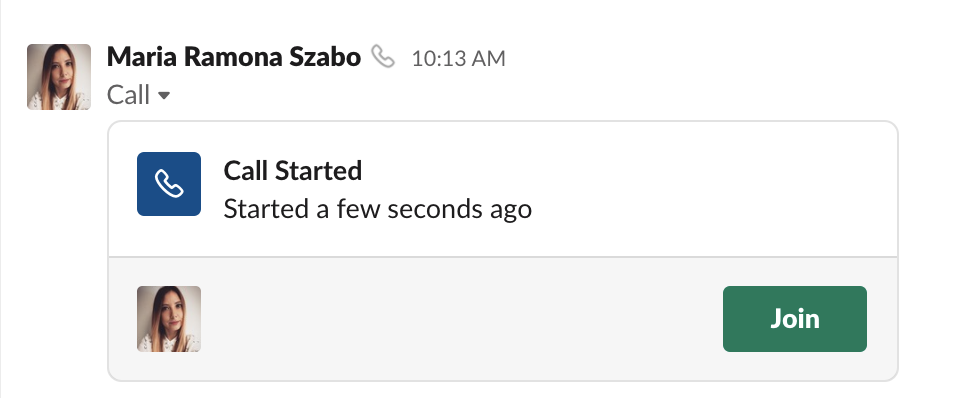 Maria Ramona Szabo 10:13 AM
Call
Call Started
Started a few seconds ago
Join